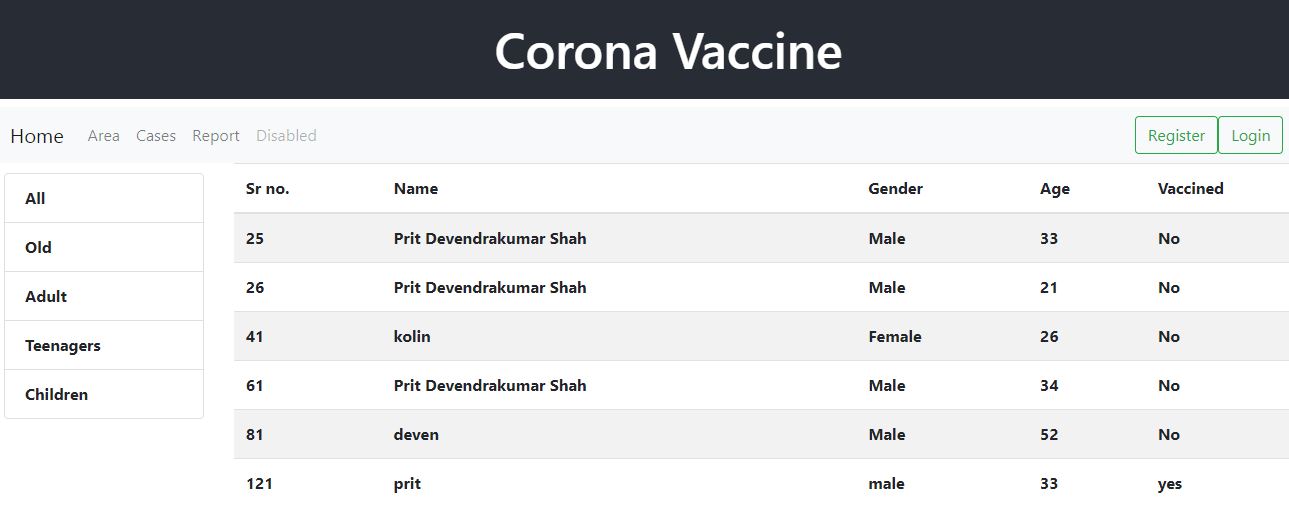 Corona Vaccine
Home Area Cases Report Disabled Register Login
All
Old
Adult
Teenagers
Children
Sr no. Name Gender Age Vaccined
25 Prit Devendrakumar Shah Male 33 No
26 Prit Devendrakumar Shah Male 21 No
41 kolin Female 26 No
61 Prit Devendrakumar Shah Male 34 No
81 deven Male 52 No
121 prit male 33 yes